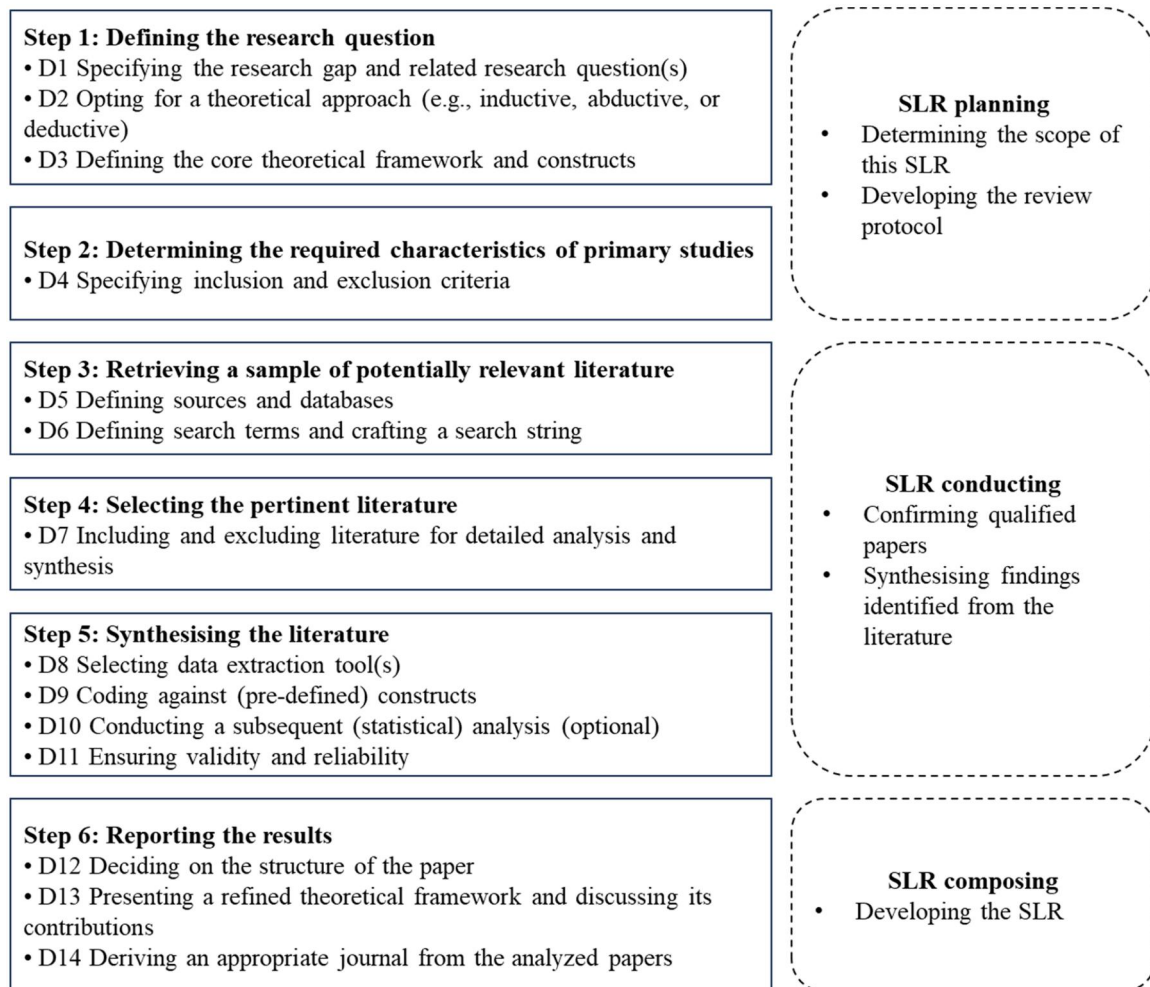 Step 1: Defining the research question
• D1 Specifying the research gap and related research question(s)
• D2 Opting for a theoretical approach (e.g., inductive, abductive, or
deductive)
• D3 Defining the core theoretical framework and constructs
Step 2: Determining the required characteristics of primary studies
• D4 Specifying inclusion and exclusion criteria
SLR planning
• Determining the scope of
this SLR
• Developing the review
protocol
Step 3: Retrieving a sample of potentially relevant literature
• D5 Defining sources and databases
• D6 Defining search terms and crafting a search string
Step 4: Selecting the pertinent literature
• D7 Including and excluding literature for detailed analysis and
synthesis
Step 5: Synthesising the literature
• D8 Selecting data extraction tool(s)
• D9 Coding against (pre-defined) constructs
• D10 Conducting a subsequent (statistical) analysis (optional)
• D11 Ensuring validity and reliability
SLR conducting
• Confirming qualified
papers
• Synthesising findings
identified from the
literature
Step 6: Reporting the results
• D12 Deciding on the structure of the paper
• D13 Presenting a refined theoretical framework and discussing its
contributions
• D14 Deriving an appropriate journal from the analyzed papers
SLR composing
• Developing the SLR